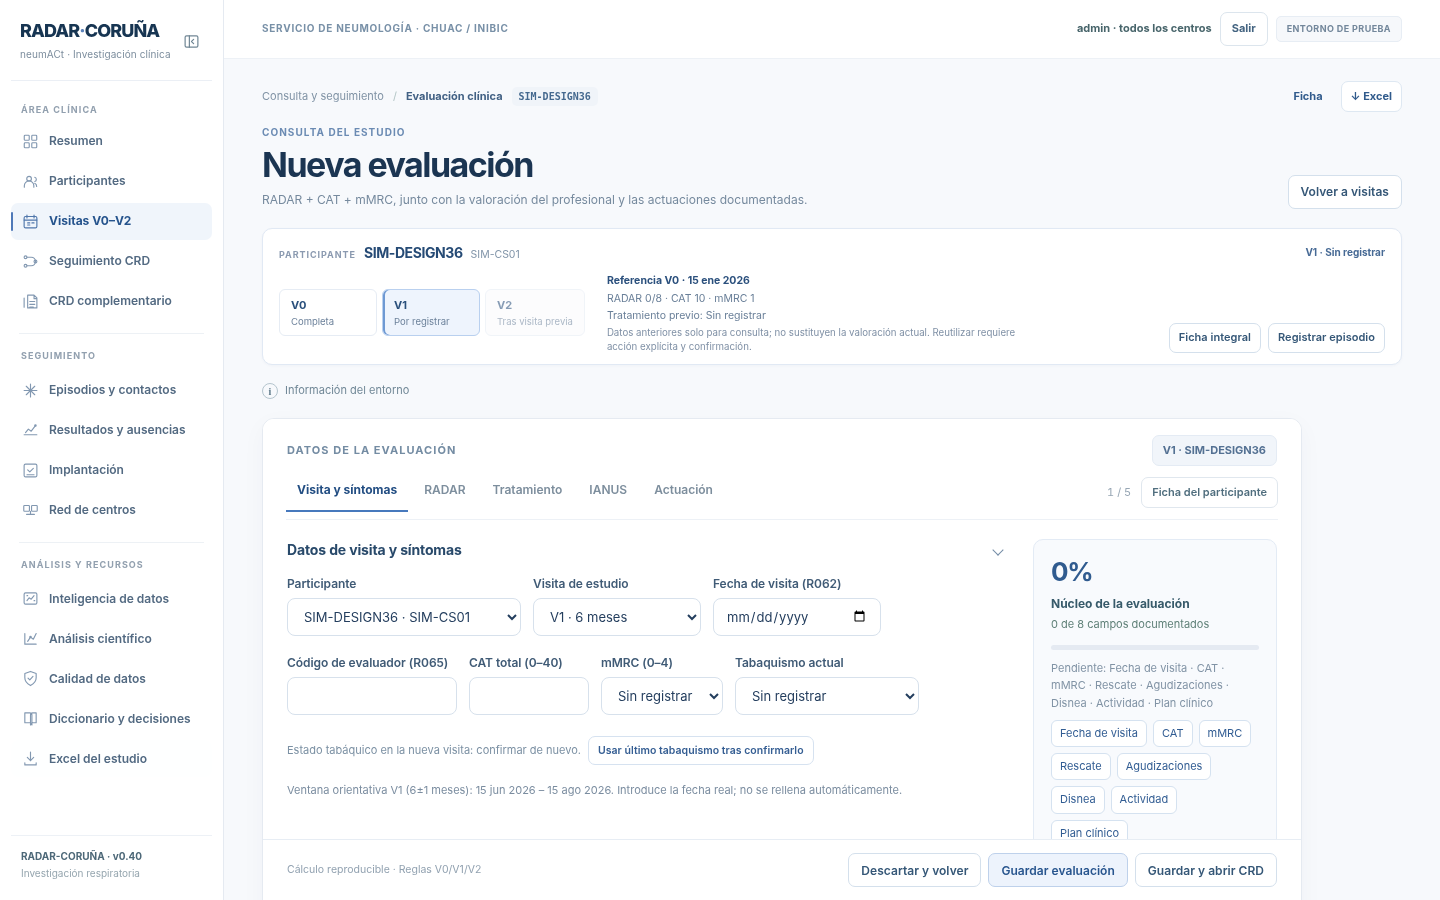 RADAR·CORUÑA
neumACt · Investigación clínica
ÁREA CLÍNICA
Resumen
Participantes
Visitas V0–V2
Seguimiento CRD
CRD complementario
SEGUIMIENTO
Episodios y contactos
Resultados y ausencias
Implantación
Red de centros
ANÁLISIS Y RECURSOS
Inteligencia de datos
Análisis científico
Calidad de datos
Diccionario y decisiones
Excel del estudio
RADAR-CORUÑA · v0.40
Investigación respiratoria
SERVICIO DE NEUMOLOGÍA · CHUAC / INIBIC
admin · todos los centros
Salir
ENTORNO DE PRUEBA
Consulta y seguimiento / Evaluación clínica SIM-DESIGN36
Ficha
↓ Excel
CONSULTA DEL ESTUDIO
Nueva evaluación
RADAR + CAT + mMRC, junto con la valoración del profesional y las actuaciones documentadas.
Volver a visitas
PARTICIPANTE SIM-DESIGN36 SIM-CS01
V1 · Sin registrar
V0
Completa
V1
Por registrar
V2
Tras visita previa
Referencia V0 · 15 ene 2026
RADAR 0/8 · CAT 10 · mMRC 1
Tratamiento previo: Sin registrar
Datos anteriores solo para consulta; no sustituyen la valoración actual. Reutilizar requiere
acción explícita y confirmación.
Ficha integral
Registrar episodio
i Información del entorno
DATOS DE LA EVALUACIÓN
V1 · SIM-DESIGN36
Visita y síntomas
RADAR
Tratamiento
IANUS
Actuación
1 / 5
Ficha del participante
Datos de visita y síntomas
Participante
Visita de estudio
Fecha de visita (R062)
SIM-DESIGN36 · SIM-CS01
V1 · 6 meses
mm/dd/yyyy
Código de evaluador (R065)
CAT total (0–40)
mMRC (0–4)
Tabaquismo actual
Sin registrar
Sin registrar
Estado tabáquico en la nueva visita: confirmar de nuevo.
Usar último tabaquismo tras confirmarlo
Ventana orientativa V1 (6±1 meses): 15 jun 2026 – 15 ago 2026. Introduce la fecha real; no se rellena automáticamente.
0%
Núcleo de la evaluación
0 de 8 campos documentados
Pendiente: Fecha de visita · CAT ·
mMRC · Rescate · Agudizaciones ·
Disnea · Actividad · Plan clínico
Fecha de visita
CAT
mMRC
Rescate
Agudizaciones
Disnea
Actividad
Plan clínico
Cálculo reproducible · Reglas V0/V1/V2
Descartar y volver
Guardar evaluación
Guardar y abrir CRD